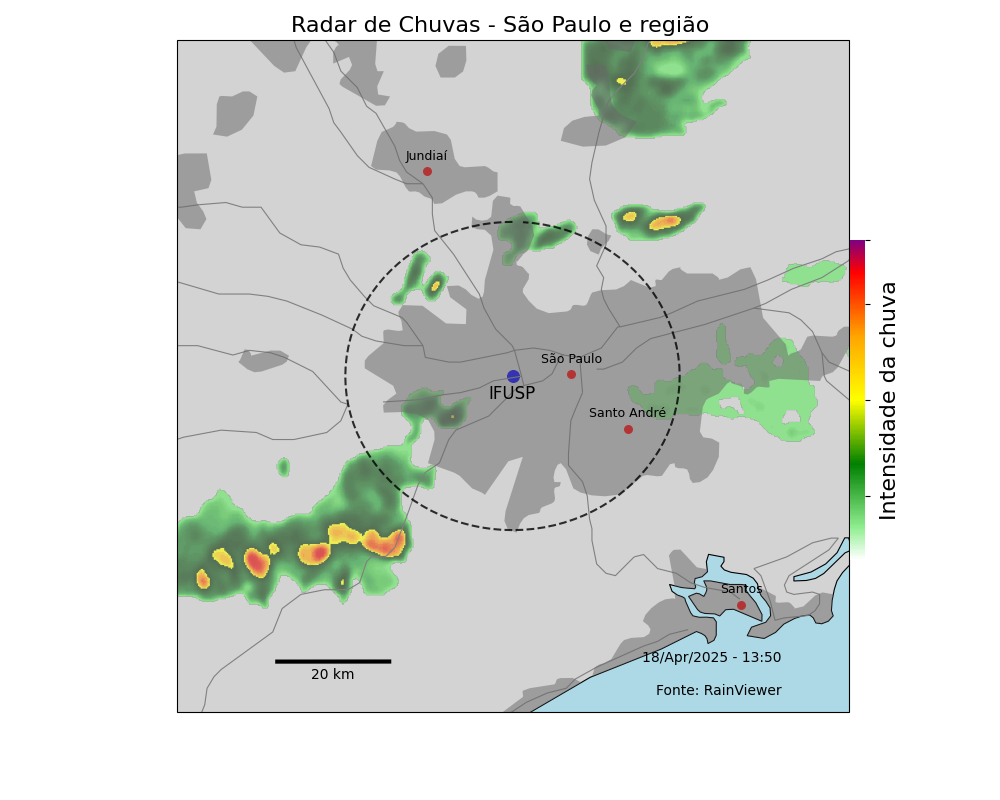 Radar de Chuvas - São Paulo e região
Jundiaí
São Paulo
IFUSP
Santo André
Intensidade da chuva
Santos
18/Apr/2025 - 13:50
20 km
Fonte: RainViewer